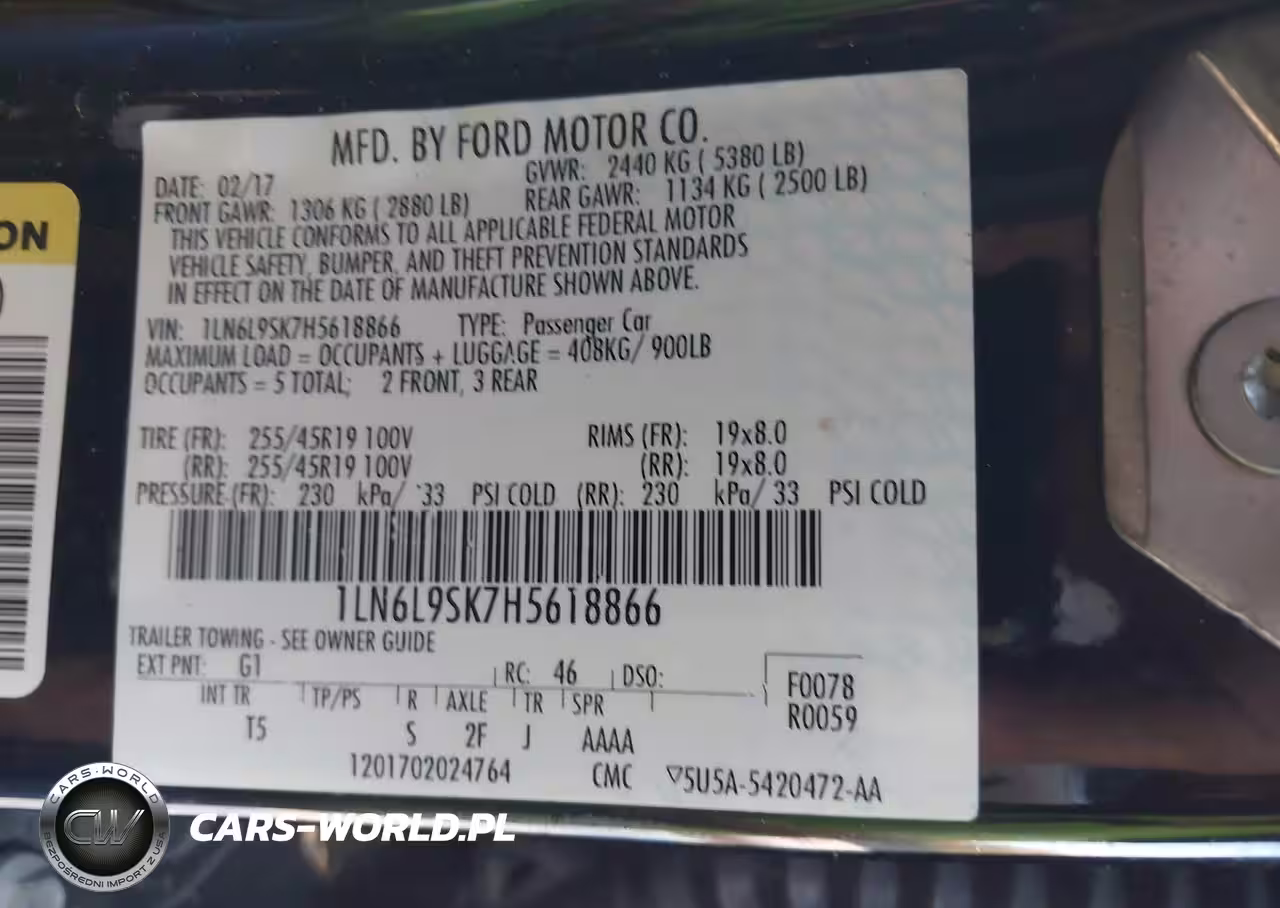 ON
MFD. BY FORD MOTOR CO.
DATE: 02/17 GVWR: 2440 KG ( 5380 LB)
FRONT GAWR: 1306 KG ( 2880 LB) REAR GAWR: 1134 KG ( 2500 LB)
THIS VEHICLE CONFORMS TO ALL APPLICABLE FEDERAL MOTOR
VEHICLE SAFETY, BUMPER, AND THEFT PREVENTION STANDARDS
IN EFFECT ON THE DATE OF MANUFACTURE SHOWN ABOVE.
VIN: 1LN6L9SK7H5618866 TYPE: Passenger Car
MAXIMUM LOAD = OCCUPANTS + LUGGAGE = 408KG/ 900LB
OCCUPANTS = 5 TOTAL; 2 FRONT, 3 REAR
TIRE (FR): 255/45R19 100V RIMS (FR): 19x8.0
(RR): 255/45R19 100V (RR): 19x8.0
PRESSURE (FR): 230 kPa/ 33 PSI COLD (RR): 230 kPa/ 33 PSI COLD
1LN6L9SK7H5618866
TRAILER TOWING - SEE OWNER GUIDE
EXT PNT: G1 RC: 46 DSO: F0078
INT TR TP/PS R AXLE TR SPR R0059
T5 S 2F J AAAA
1201702024764 CMC ▽5U5A-5420472-AA
CARS-WORLD
CW
BEZPOŚREDNI IMPORT Z USA
CARS-WORLD.PL